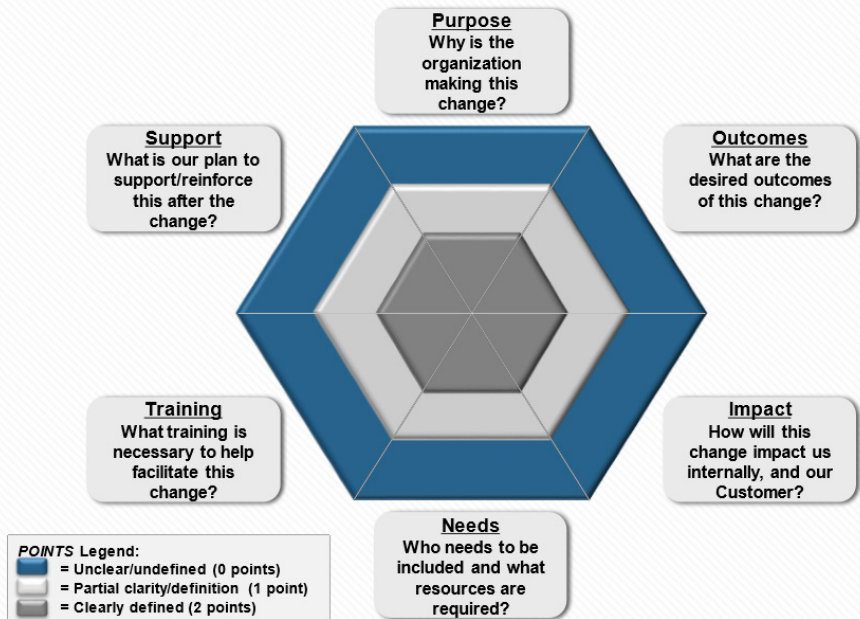 Purpose
Why is the
organization
making this
change?
Support
What is our plan to
support/reinforce
this after the
change?
Outcomes
What are the
desired outcomes
of this change?
Training
What training is
necessary to help
facilitate this
change?
Impact
How will this
change impact us
internally, and our
Customer?
Needs
Who needs to be
included and what
resources are
required?
POINTS Legend:
= Unclear/undefined (0 points)
= Partial clarity/definition (1 point)
= Clearly defined (2 points)